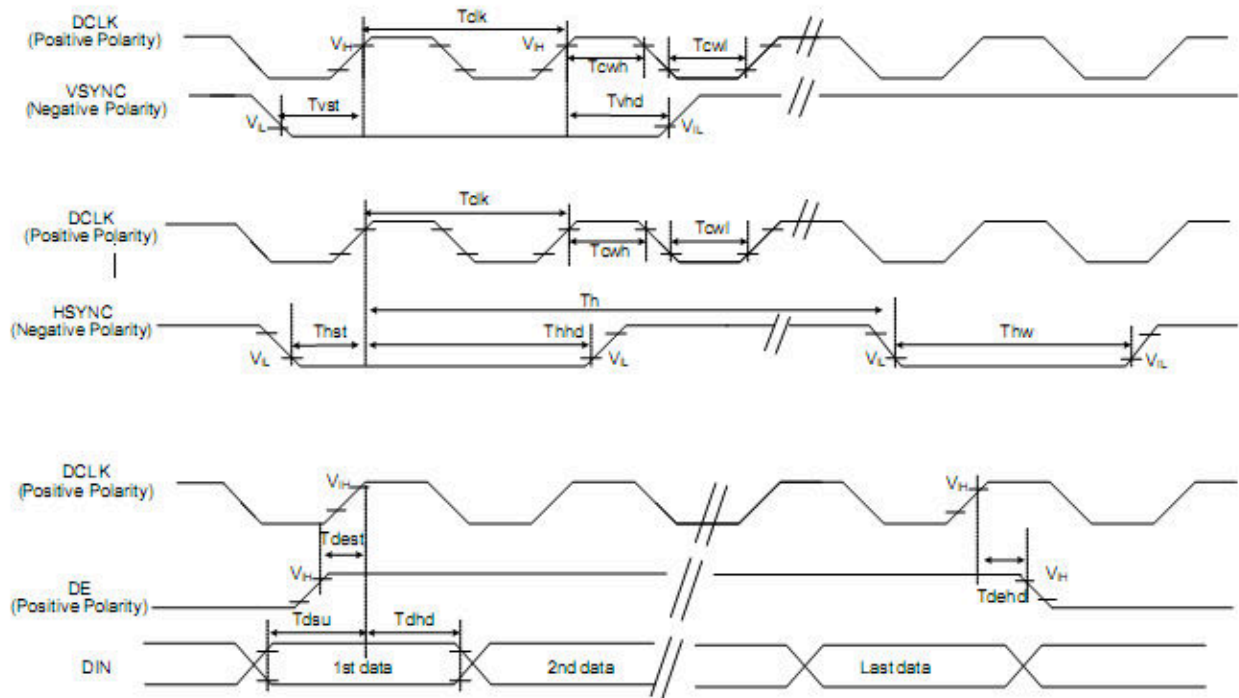 DCLK
(Positive Polarity)
Tclk
VIH
VIH
Tcwh
Tcwl
VSYNC
(Negative Polarity)
Tvst
Tvhd
VIL
VIL
DCLK
(Positive Polarity)
Tclk
Tcwh
Tcwl
HSYNC
(Negative Polarity)
Th
Thst
Thhd
Thw
VIL
VIL
VIL
VIL
DCLK
(Positive Polarity)
VIH
VIH
Tdest
DE
(Positive Polarity)
VIH
VIH
Tdehd
Tdsu
Tdhd
DIN
1st data
2nd data
Last data